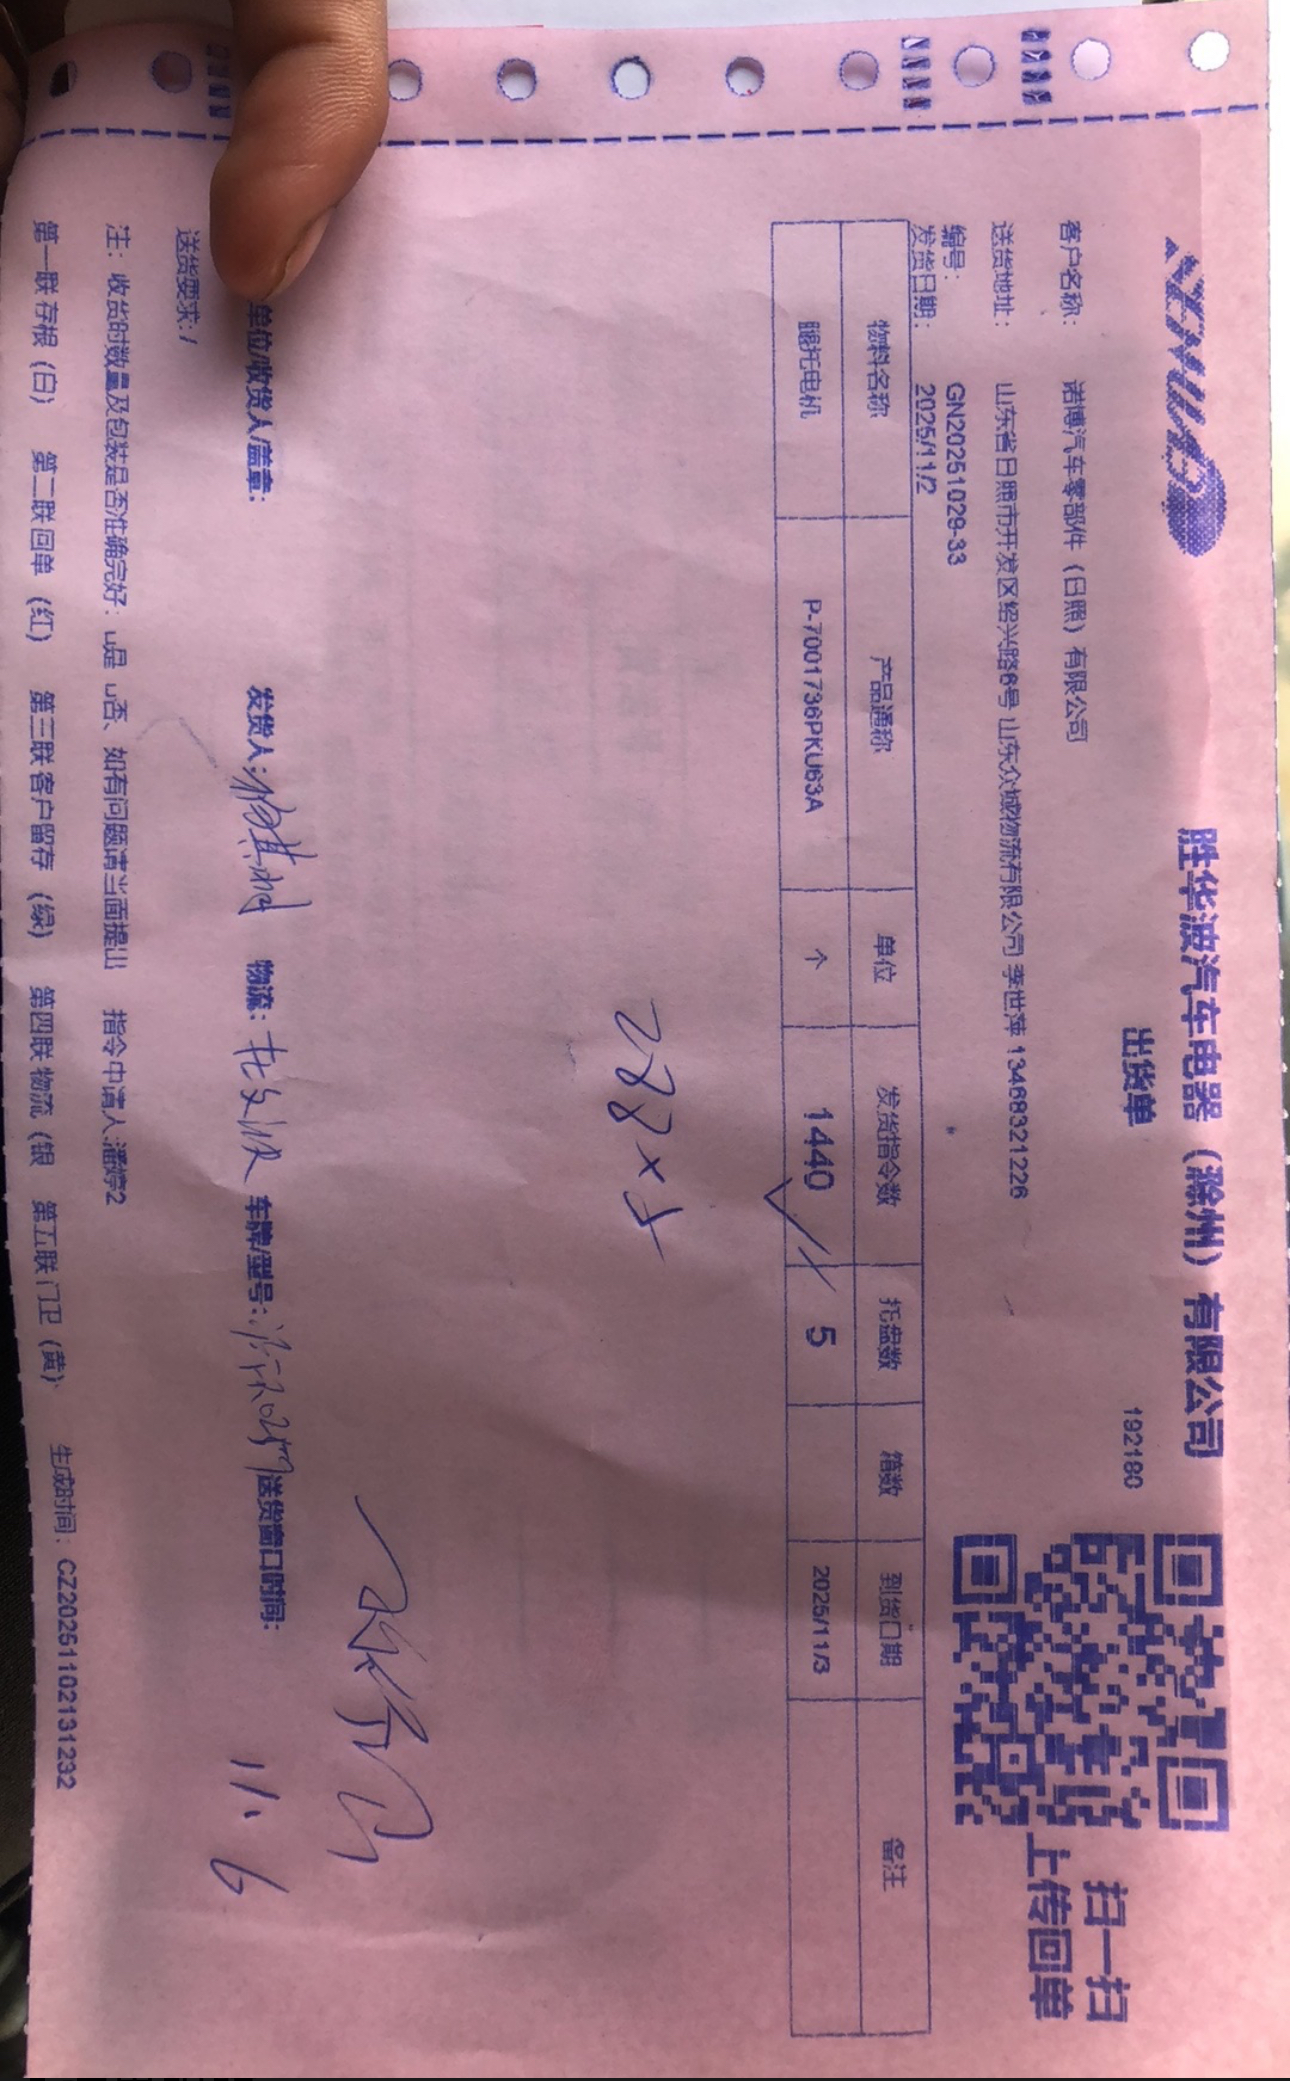 SHENGHUABO
胜华波汽车电器（滁州）有限公司
出货单
192180
扫一扫
上传回单
客户名称： 诺博汽车零部件（日照）有限公司
送货地址： 山东省日照市开发区绍兴路6号 山东众城物流有限公司 李世萍 13468321226
编号： GN20251029-33
发货日期： 2025/11/2
物料名称 产品通称 单位 发货指令数 托盘数 箱数 到货日期 备注
腿托电机 P-7001736PKU63A 个 1440 5 2025/11/3
288×5
单位/收货人/盖章： 发货人： 物流： 车牌/型号： 送货窗口时间：
11.6
送货要求：/
注：收货时数量及包装是否准确完好：u是 u否、如有问题请当面提出 指令申请人：潘婷2
第一联存根（白） 第二联回单（红） 第三联客户留存（绿） 第四联物流（银 第五联门卫（黄） 生成时间：CZ20251102131232